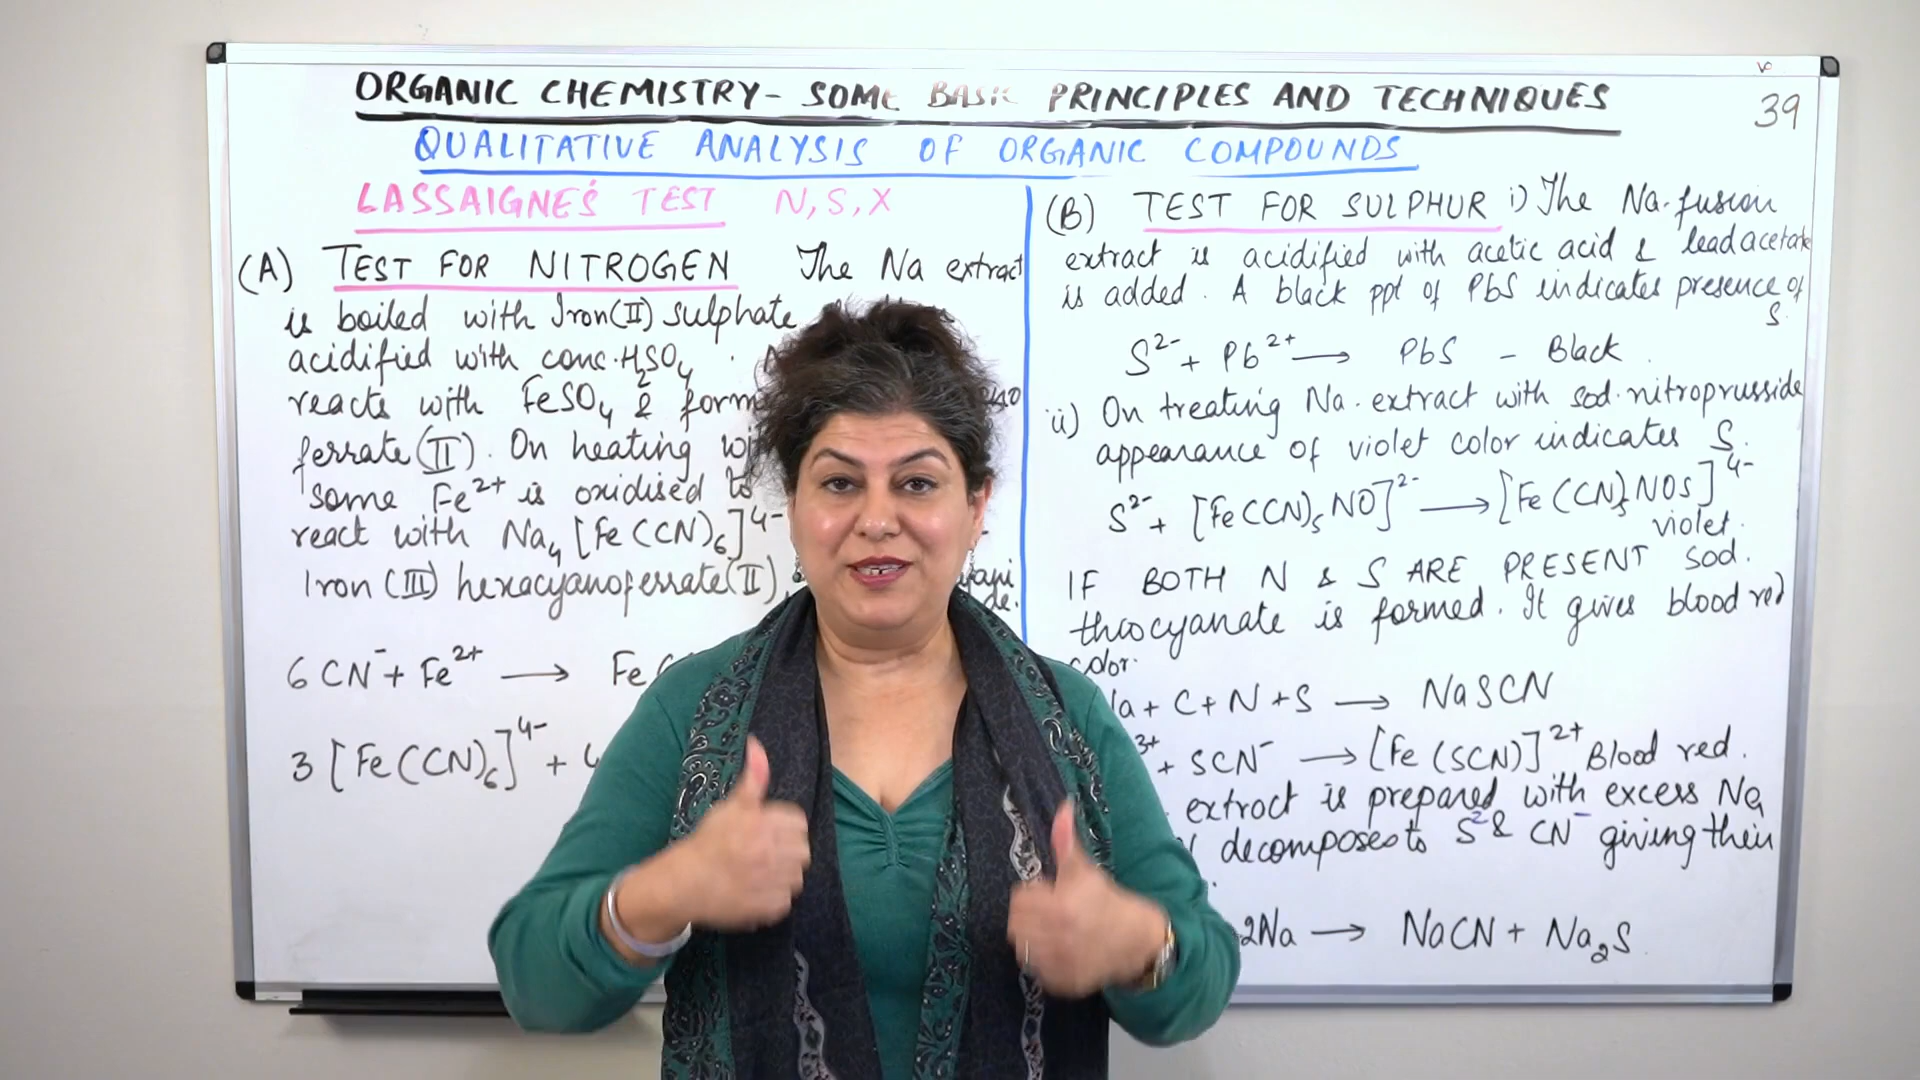 ORGANIC CHEMISTRY- SOME BASIC PRINCIPLES AND TECHNIQUES
39
QUALITATIVE ANALYSIS OF ORGANIC COMPOUNDS
LASSAIGNE'S TEST N, S, X
(A) TEST FOR NITROGEN The Na extract
is boiled with Iron(II) sulphate
acidified with conc. H2SO4.
reacts with FeSO4 & form
ferrate(II). On heating
some Fe2+ is oxidised to
react with Na4[Fe(CN)6]4-
Iron (III) hexacyanoferrate(II),
6CN- + Fe2+ ⟶
3[Fe(CN)6]4- +
(B) TEST FOR SULPHUR i) The Na-fusion
extract is acidified with acetic acid & lead acetate
is added. A black ppt of PbS indicates presence of
S.
S2- + Pb2+ ⟶ PbS - Black.
ii) On treating Na. extract with sod. nitroprusside
appearance of violet color indicates S.
S2- + [Fe(CN)5NO]2- ⟶ [Fe(CN)5NOS]4-
violet.
IF BOTH N & S ARE PRESENT sod.
thiocyanate is formed. It gives blood red
color.
+ C + N + S ⟶ NaSCN
3+ + SCN- ⟶ [Fe(SCN)]2+ Blood red.
extract is prepared with excess Na
decomposes to S2- & CN- giving their
2Na ⟶ NaCN + Na2S.